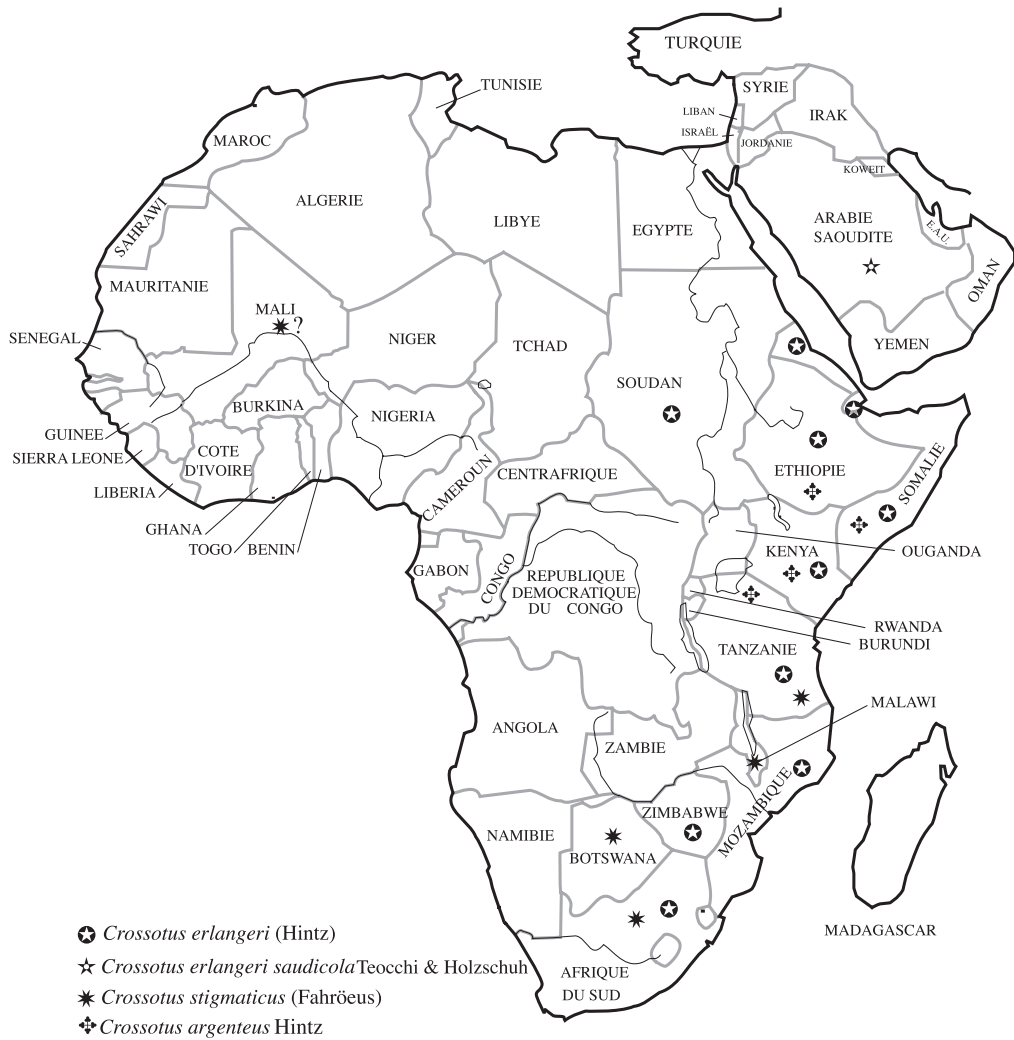 TURQUIE
SYRIE
TUNISIE
LIBAN
IRAK
ISRAËL
MAROC
JORDANIE
KOWEIT
ALGERIE
SAHRAWI
LIBYE
EGYPTE
ARABIE
SAOUDITE
E.A.U.
OMAN
MAURITANIE
MALI
?
SENEGAL
NIGER
TCHAD
YEMEN
SOUDAN
BURKINA
NIGERIA
GUINEE
SIERRA LEONE
COTE
D'IVOIRE
CENTRAFRIQUE
ETHIOPIE
SOMALIE
LIBERIA
CAMEROUN
GHANA
TOGO
BENIN
KENYA
OUGANDA
GABON
CONGO
REPUBLIQUE
DEMOCRATIQUE
DU CONGO
RWANDA
BURUNDI
TANZANIE
MALAWI
ANGOLA
ZAMBIE
MOZAMBIQUE
ZIMBABWE
NAMIBIE
BOTSWANA
MADAGASCAR
AFRIQUE
DU SUD
Crossotus erlangeri (Hintz)
Crossotus erlangeri saudicola Teocchi & Holzschuh
Crossotus stigmaticus (Fahröeus)
Crossotus argenteus Hintz